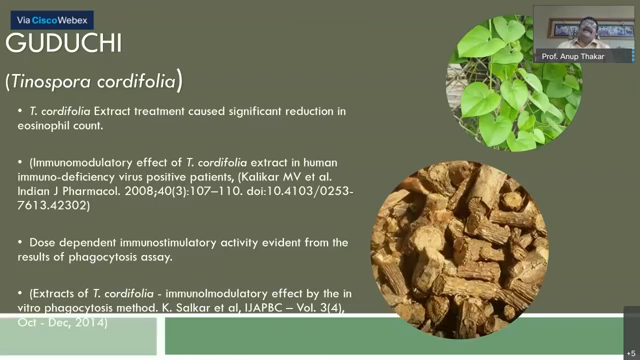 Via CiscoWebex
GUDUCHI
(Tinospora cordifolia)
• T. cordifolia Extract treatment caused significant reduction in
eosinophil count.
• (Immunomodulatory effect of T. cordifolia extract in human
immuno-deficiency virus positive patients, (Kalikar MV et al.
Indian J Pharmacol. 2008;40(3):107–110. doi:10.4103/0253-
7613.42302)
• Dose dependent immunostimulatory activity evident from the
results of phagocytosis assay.
• (Extracts of T. cordifolia - immunolmodulatory effect by the in
vitro phagocytosis method. K. Salkar et al, IJAPBC – Vol. 3(4),
Oct - Dec, 2014)
Prof. Anup Thakar
+5